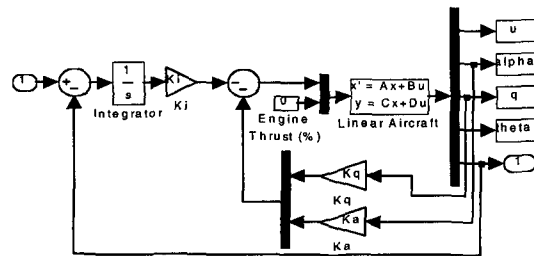 u
1
+
−
1
s
Ki
−
x' = Ax+Bu
y = Cx+Du
alpha
q
Integrator
Ki
0
Engine
Thrust (%)
Linear Aircraft
theta
1
Kq
Kq
Ka
Ka